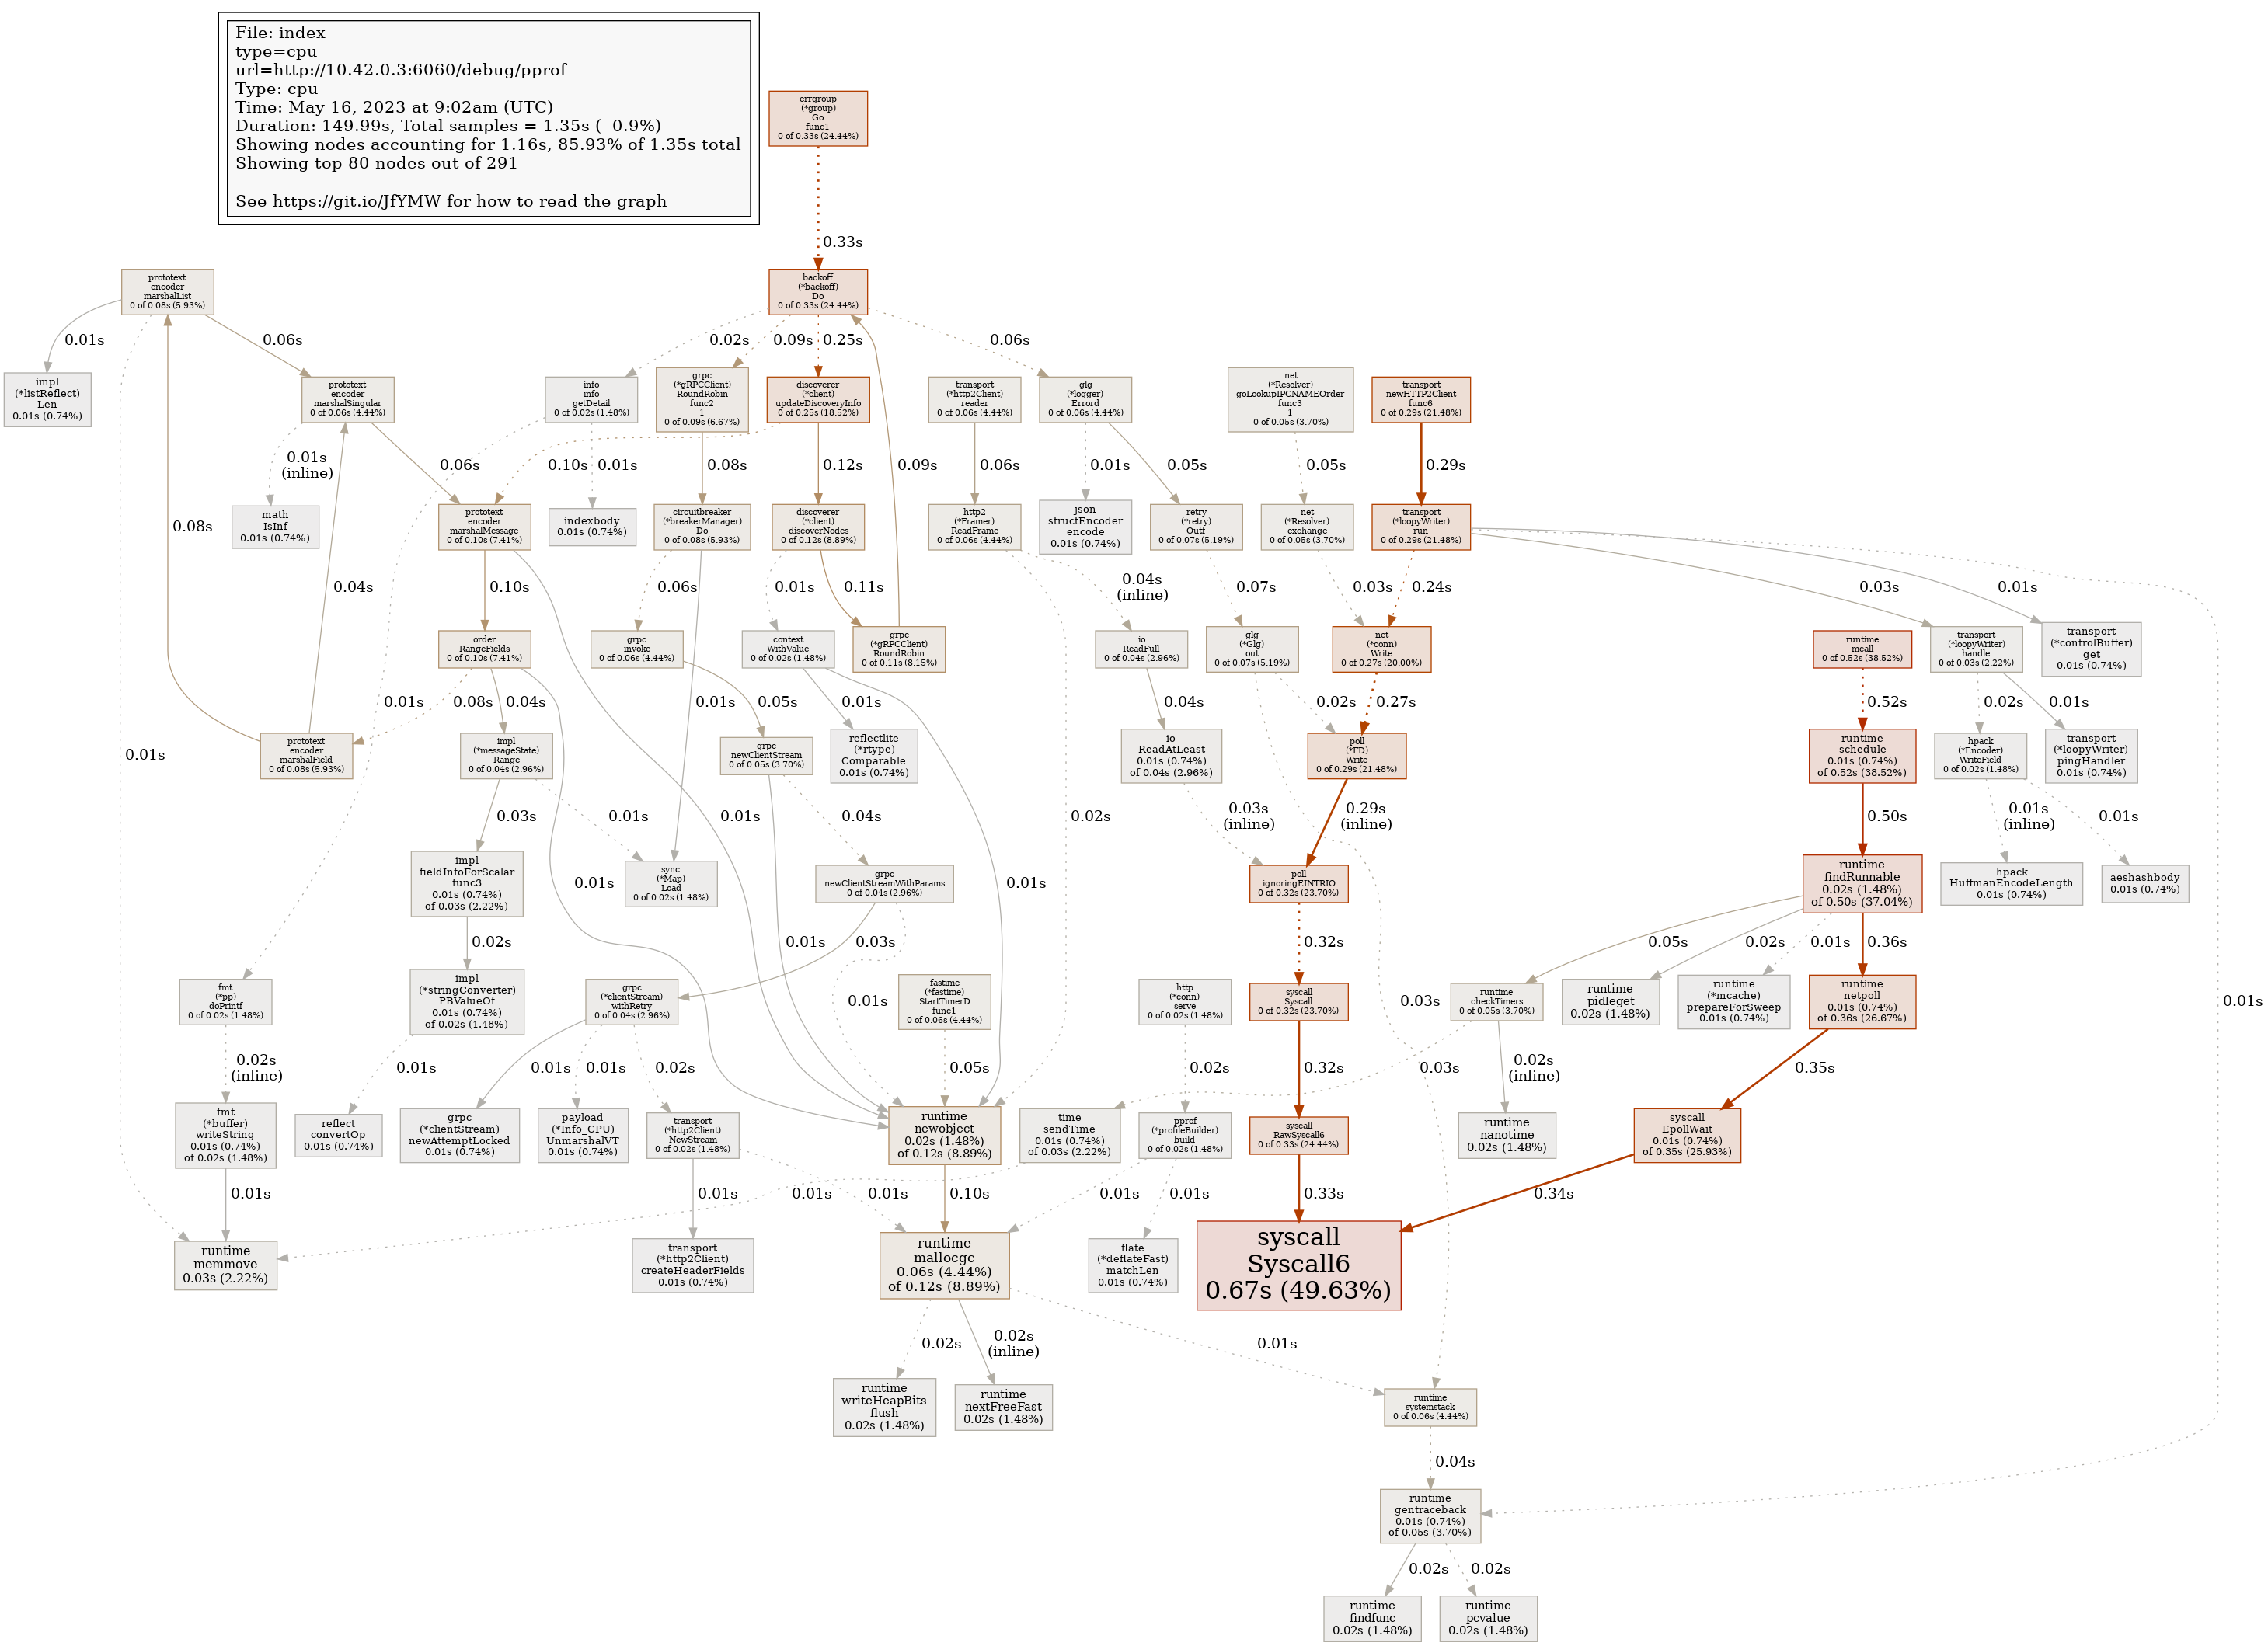 File: index
type=cpu
url=http://10.42.0.3:6060/debug/pprof
Type: cpu
Time: May 16, 2023 at 9:02am (UTC)
Duration: 149.99s, Total samples = 1.35s (  0.9%)
Showing nodes accounting for 1.16s, 85.93% of 1.35s total
Showing top 80 nodes out of 291
See https://git.io/JfYMW for how to read the graph
errgroup
(*group)
Go
func1
0 of 0.33s (24.44%)
0.33s
prototext
encoder
marshalList
0 of 0.08s (5.93%)
backoff
(*backoff)
Do
0 of 0.33s (24.44%)
0.01s
0.06s
0.02s
0.09s
0.25s
0.06s
impl
(*listReflect)
Len
0.01s (0.74%)
prototext
encoder
marshalSingular
0 of 0.06s (4.44%)
info
info
getDetail
0 of 0.02s (1.48%)
grpc
(*gRPCClient)
RoundRobin
func2
1
0 of 0.09s (6.67%)
discoverer
(*client)
updateDiscoveryInfo
0 of 0.25s (18.52%)
transport
(*http2Client)
reader
0 of 0.06s (4.44%)
glg
(*logger)
Errord
0 of 0.06s (4.44%)
net
(*Resolver)
goLookupIPCNAMEOrder
func3
1
0 of 0.05s (3.70%)
transport
newHTTP2Client
func6
0 of 0.29s (21.48%)
0.01s
(inline)
0.06s
0.10s
0.01s
0.08s
0.12s
0.09s
0.06s
0.01s
0.05s
0.05s
0.29s
0.08s
math
IsInf
0.01s (0.74%)
prototext
encoder
marshalMessage
0 of 0.10s (7.41%)
indexbody
0.01s (0.74%)
circuitbreaker
(*breakerManager)
Do
0 of 0.08s (5.93%)
discoverer
(*client)
discoverNodes
0 of 0.12s (8.89%)
http2
(*Framer)
ReadFrame
0 of 0.06s (4.44%)
json
structEncoder
encode
0.01s (0.74%)
retry
(*retry)
Outf
0 of 0.07s (5.19%)
net
(*Resolver)
exchange
0 of 0.05s (3.70%)
transport
(*loopyWriter)
run
0 of 0.29s (21.48%)
0.04s
0.10s
0.06s
0.01s
0.11s
0.04s
(inline)
0.07s
0.03s
0.24s
0.03s
0.01s
order
RangeFields
0 of 0.10s (7.41%)
grpc
invoke
0 of 0.06s (4.44%)
context
WithValue
0 of 0.02s (1.48%)
grpc
(*gRPCClient)
RoundRobin
0 of 0.11s (8.15%)
io
ReadFull
0 of 0.04s (2.96%)
glg
(*Glg)
out
0 of 0.07s (5.19%)
net
(*conn)
Write
0 of 0.27s (20.00%)
runtime
mcall
0 of 0.52s (38.52%)
transport
(*loopyWriter)
handle
0 of 0.03s (2.22%)
transport
(*controlBuffer)
get
0.01s (0.74%)
0.01s
0.01s
0.08s
0.04s
0.01s
0.05s
0.01s
0.04s
0.02s
0.27s
0.52s
0.02s
0.01s
prototext
encoder
marshalField
0 of 0.08s (5.93%)
impl
(*messageState)
Range
0 of 0.04s (2.96%)
grpc
newClientStream
0 of 0.05s (3.70%)
reflectlite
(*rtype)
Comparable
0.01s (0.74%)
io
ReadAtLeast
0.01s (0.74%)
of 0.04s (2.96%)
poll
(*FD)
Write
0 of 0.29s (21.48%)
runtime
schedule
0.01s (0.74%)
of 0.52s (38.52%)
hpack
(*Encoder)
WriteField
0 of 0.02s (1.48%)
transport
(*loopyWriter)
pingHandler
0.01s (0.74%)
0.03s
0.01s
0.01s
0.04s
0.02s
0.03s
(inline)
0.29s
(inline)
0.50s
0.01s
(inline)
0.01s
impl
fieldInfoForScalar
func3
0.01s (0.74%)
of 0.03s (2.22%)
0.01s
sync
(*Map)
Load
0 of 0.02s (1.48%)
grpc
newClientStreamWithParams
0 of 0.04s (2.96%)
0.01s
poll
ignoringEINTRIO
0 of 0.32s (23.70%)
runtime
findRunnable
0.02s (1.48%)
of 0.50s (37.04%)
hpack
HuffmanEncodeLength
0.01s (0.74%)
aeshashbody
0.01s (0.74%)
0.02s
0.01s
0.03s
0.32s
0.05s
0.02s
0.01s
0.36s
fmt
(*pp)
doPrintf
0 of 0.02s (1.48%)
impl
(*stringConverter)
PBValueOf
0.01s (0.74%)
of 0.02s (1.48%)
grpc
(*clientStream)
withRetry
0 of 0.04s (2.96%)
0.01s
fastime
(*fastime)
StartTimerD
func1
0 of 0.06s (4.44%)
http
(*conn)
serve
0 of 0.02s (1.48%)
syscall
Syscall
0 of 0.32s (23.70%)
0.03s
runtime
checkTimers
0 of 0.05s (3.70%)
runtime
pidleget
0.02s (1.48%)
runtime
(*mcache)
prepareForSweep
0.01s (0.74%)
runtime
netpoll
0.01s (0.74%)
of 0.36s (26.67%)
0.01s
0.02s
(inline)
0.01s
0.01s
0.01s
0.02s
0.05s
0.02s
0.32s
0.03s
0.02s
(inline)
0.35s
fmt
(*buffer)
writeString
0.01s (0.74%)
of 0.02s (1.48%)
reflect
convertOp
0.01s (0.74%)
grpc
(*clientStream)
newAttemptLocked
0.01s (0.74%)
payload
(*Info_CPU)
UnmarshalVT
0.01s (0.74%)
transport
(*http2Client)
NewStream
0 of 0.02s (1.48%)
runtime
newobject
0.02s (1.48%)
of 0.12s (8.89%)
time
sendTime
0.01s (0.74%)
of 0.03s (2.22%)
pprof
(*profileBuilder)
build
0 of 0.02s (1.48%)
syscall
RawSyscall6
0 of 0.33s (24.44%)
runtime
nanotime
0.02s (1.48%)
syscall
EpollWait
0.01s (0.74%)
of 0.35s (25.93%)
0.01s
0.01s
0.01s
0.01s
0.10s
0.01s
0.01s
0.33s
0.34s
runtime
memmove
0.03s (2.22%)
transport
(*http2Client)
createHeaderFields
0.01s (0.74%)
runtime
mallocgc
0.06s (4.44%)
of 0.12s (8.89%)
flate
(*deflateFast)
matchLen
0.01s (0.74%)
syscall
Syscall6
0.67s (49.63%)
0.02s
0.02s
(inline)
0.01s
runtime
writeHeapBits
flush
0.02s (1.48%)
runtime
nextFreeFast
0.02s (1.48%)
runtime
systemstack
0 of 0.06s (4.44%)
0.04s
runtime
gentraceback
0.01s (0.74%)
of 0.05s (3.70%)
0.02s
0.02s
runtime
findfunc
0.02s (1.48%)
runtime
pcvalue
0.02s (1.48%)